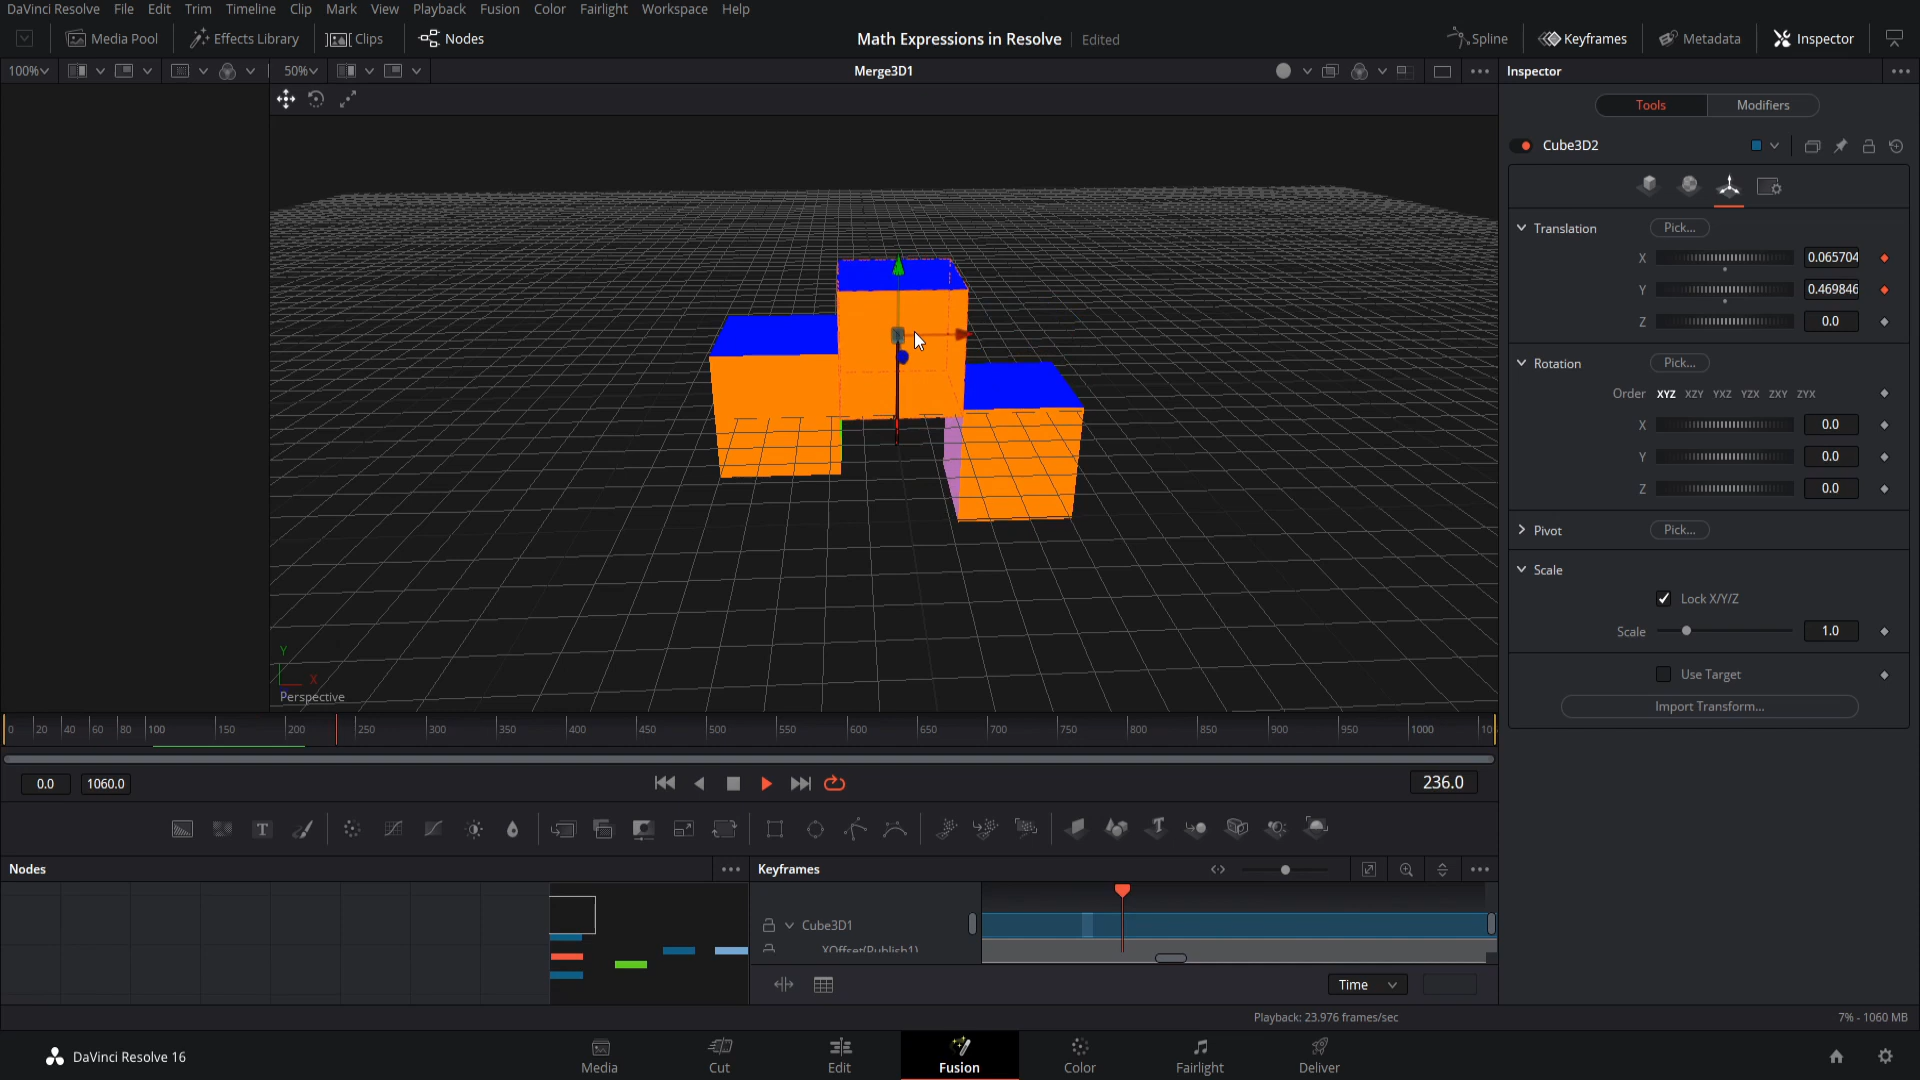 DaVinci Resolve File Edit Trim Timeline Clip Mark View Playback Fusion Color Fairlight Workspace Help
Media Pool Effects Library Clips Nodes Math Expressions in Resolve Edited Spline Keyframes Metadata Inspector
100% 50% Merge3D1 Inspector
Tools Modifiers
Cube3D2
Translation Pick...
X 0.065704
Y 0.469846
Z 0.0
Rotation Pick...
Order XYZ XZY YXZ YZX ZXY ZYX
X 0.0
Y 0.0
Z 0.0
Pivot Pick...
Scale
Lock X/Y/Z
Scale 1.0
Use Target
Import Transform...
Y
X
Perspective
0 20 40 60 80 100 150 200 250 300 350 400 450 500 550 600 650 700 750 800 850 900 950 1000
0.0 1060.0 236.0
T T
Nodes Keyframes
Cube3D1
XOffset(Publish1)
Time
Playback: 23.976 frames/sec 7% - 1060 MB
DaVinci Resolve 16 Media Cut Edit Fusion Color Fairlight Deliver